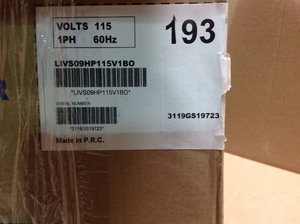 VOLTS 115
1PH 60Hz
193
LIVS09HP115V1BO
"LIVS09HP115V1BO"
SERIAL NUMBER
3119GS19723
"3119GS19723"
Made in P.R.C.